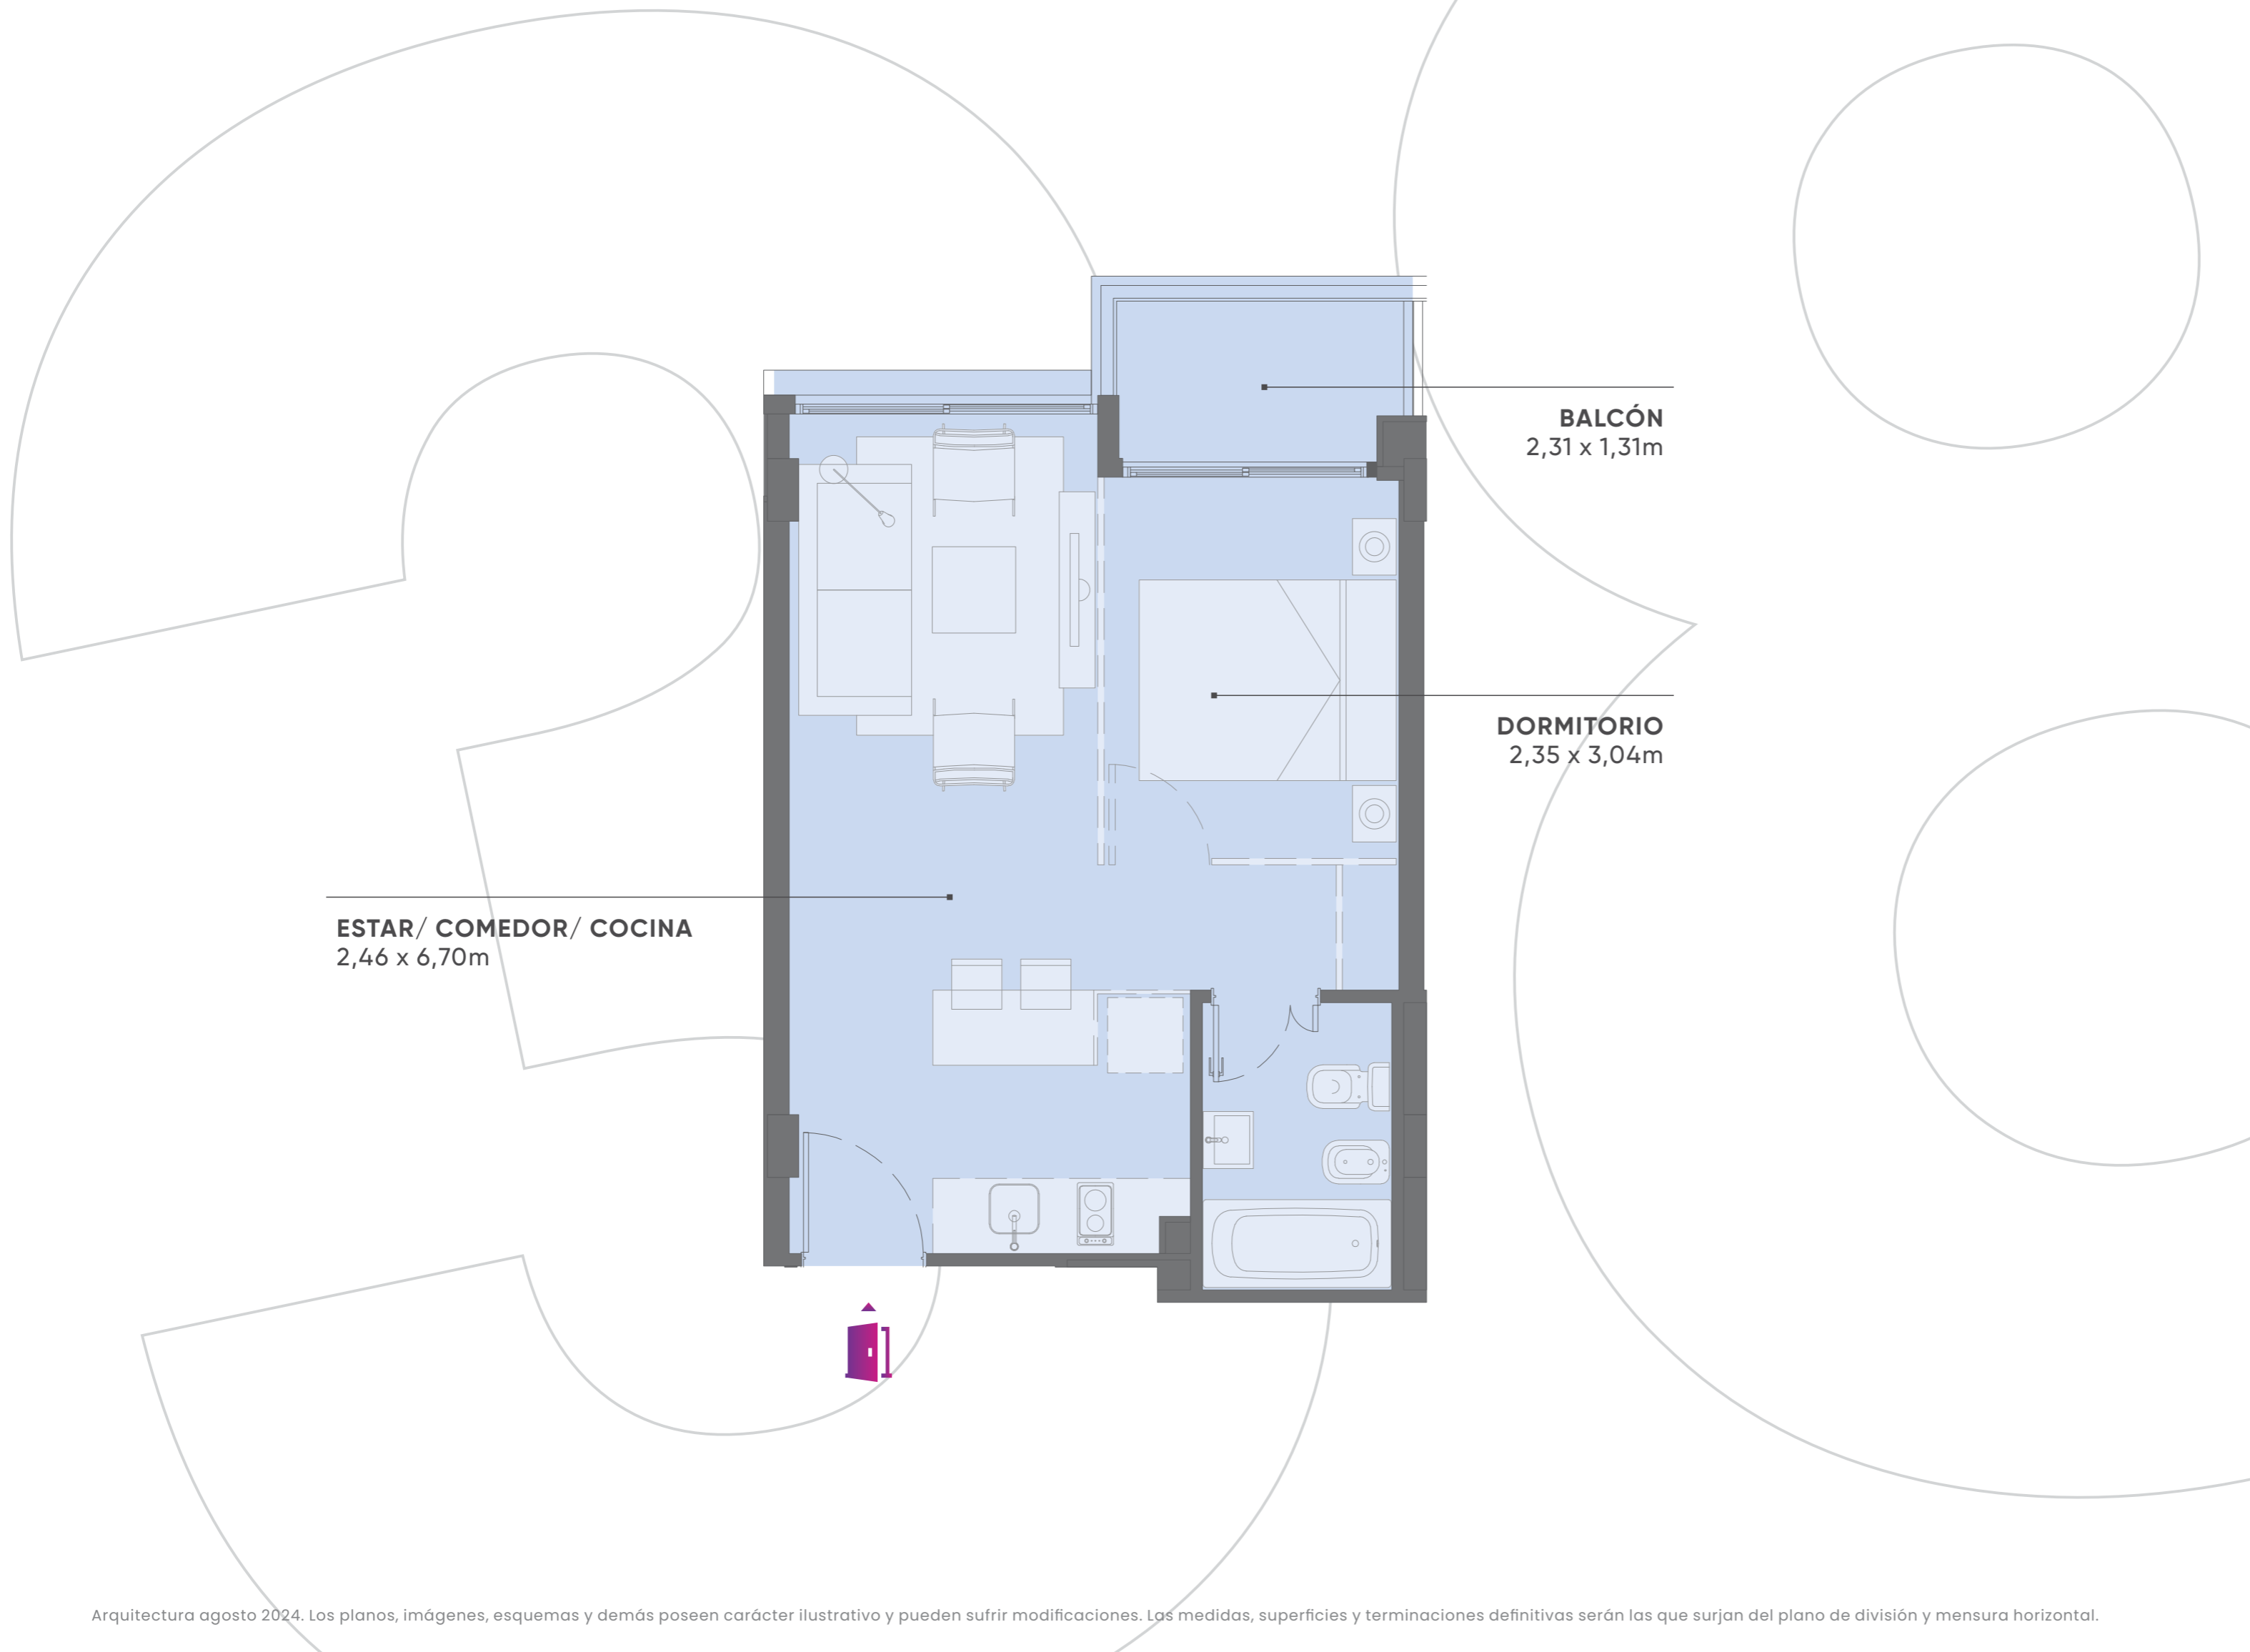 BALCÓN
2,31 x 1,31m
DORMITORIO
2,35 x 3,04m
ESTAR/ COMEDOR/ COCINA
2,46 x 6,70m
Arquitectura agosto 2024. Los planos, imágenes, esquemas y demás poseen carácter ilustrativo y pueden sufrir modificaciones. Las medidas, superficies y terminaciones definitivas serán las que surjan del plano de división y mensura horizontal.